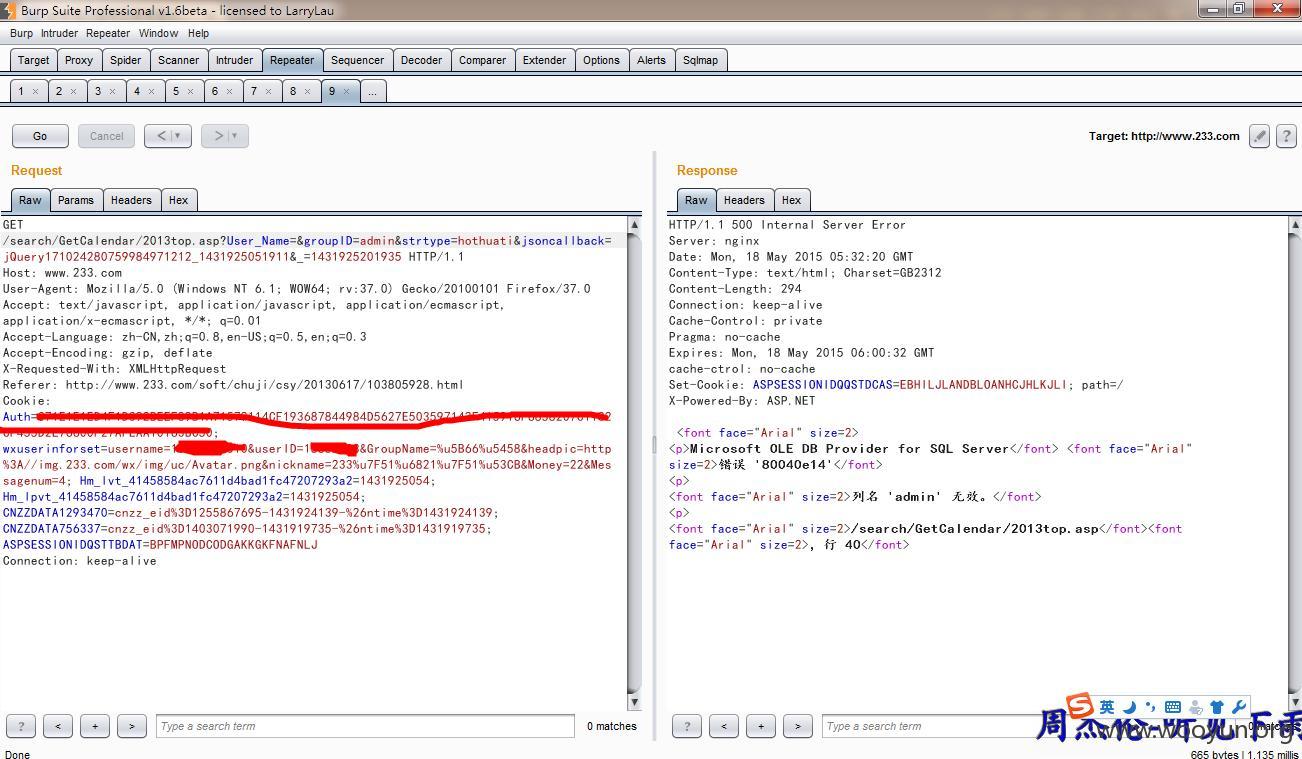 Burp Suite Professional v1.6beta - licensed to LarryLau
Burp Intruder Repeater Window Help
Target Proxy Spider Scanner Intruder Repeater Sequencer Decoder Comparer Extender Options Alerts Sqlmap
1 × 2 × 3 × 4 × 5 × 6 × 7 × 8 × 9 × ...
Go Cancel < > Target: http://www.233.com ?
Request
Raw Params Headers Hex
GET
/search/GetCalendar/2013top.asp?User_Name=&groupID=admin&strtype=hothuati&jsoncallback=
jQuery171024280759984971212_1431925051911&_=1431925201935 HTTP/1.1
Host: www.233.com
User-Agent: Mozilla/5.0 (Windows NT 6.1; WOW64; rv:37.0) Gecko/20100101 Firefox/37.0
Accept: text/javascript, application/javascript, application/ecmascript,
application/x-ecmascript, */*; q=0.01
Accept-Language: zh-CN,zh;q=0.8,en-US;q=0.5,en;q=0.3
Accept-Encoding: gzip, deflate
X-Requested-With: XMLHttpRequest
Referer: http://www.233.com/soft/chuji/csy/20130617/103805928.html
Cookie:
Auth=
;
wxuserinforset=username=1 &userID=1 &GroupName=%u5B66%u5458&headpic=http
%3A//img.233.com/wx/img/uc/Avatar.png&nickname=233%u7F51%u6821%u7F51%u53CB&Money=22&Mes
sagenum=4; Hm_lvt_41458584ac7611d4bad1fc47207293a2=1431925054;
Hm_lpvt_41458584ac7611d4bad1fc47207293a2=1431925054;
CNZZDATA1293470=cnzz_eid%3D1255867695-1431924139-%26ntime%3D1431924139;
CNZZDATA756337=cnzz_eid%3D1403071990-1431919735-%26ntime%3D1431919735;
ASPSESSIONIDQSTTBDAT=BPFMPNODCODGAKKGKFNAFNLJ
Connection: keep-alive
? < + > Type a search term 0 matches
Done
Response
Raw Headers Hex
HTTP/1.1 500 Internal Server Error
Server: nginx
Date: Mon, 18 May 2015 05:32:20 GMT
Content-Type: text/html; Charset=GB2312
Content-Length: 294
Connection: keep-alive
Cache-Control: private
Pragma: no-cache
Expires: Mon, 18 May 2015 06:00:32 GMT
cache-ctrol: no-cache
Set-Cookie: ASPSESSIONIDQQSTDCAS=EBHILJLANDBLOANHCJHLKJLI; path=/
X-Powered-By: ASP.NET
<font face="Arial" size=2>
<p>Microsoft OLE DB Provider for SQL Server</font> <font face="Arial"
size=2>错误 '80040e14'</font>
<p>
<font face="Arial" size=2>列名 'admin' 无效。</font>
<p>
<font face="Arial" size=2>/search/GetCalendar/2013top.asp</font><font
face="Arial" size=2>, 行 40</font>
? < + > Type a search term
英
周杰伦-听见下雨
www.wooyun.org
665 bytes | 1,135 millis